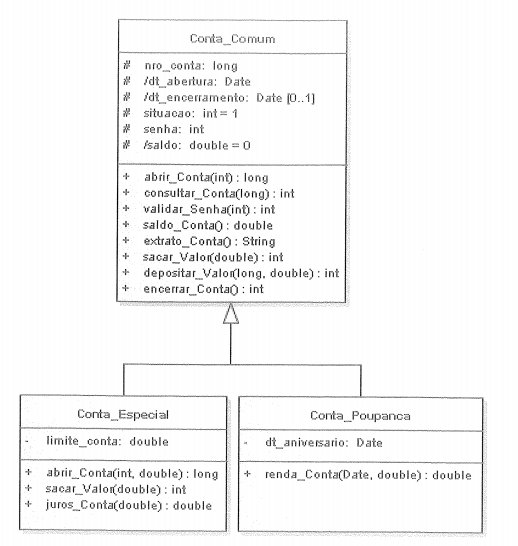 Conta_Comum
# nro_conta: long
# /dt_abertura: Date
# /dt_encerramento: Date [0..1]
# situacao: int = 1
# senha: int
# /saldo: double = 0
+ abrir_Conta(int) : long
+ consultar_Conta(long) : int
+ validar_Senha(int) : int
+ saldo_Conta() : double
+ extrato_Conta() : String
+ sacar_Valor(double) : int
+ depositar_Valor(long, double) : int
+ encerrar_Conta() : int
Conta_Especial
- limite_conta: double
+ abrir_Conta(int, double) : long
+ sacar_Valor(double) : int
+ juros_Conta(double) : double
Conta_Poupanca
- dt_aniversario: Date
+ renda_Conta(Date, double) : double